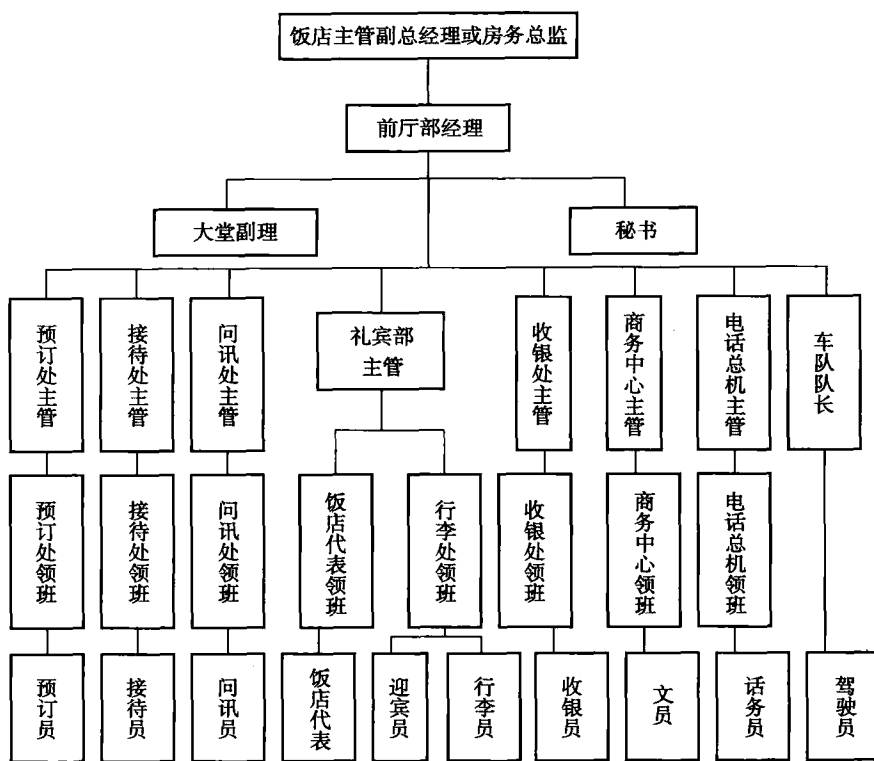 饭店主管副总经理或房务总监
前厅部经理
大堂副理
秘书
预订处主管
接待处主管
问讯处主管
礼宾部
主管
收银处主管
商务中心主管
电话总机主管
车队队长
预订处领班
接待处领班
问讯处领班
饭店代表领班
行李处领班
收银处领班
商务中心领班
电话总机领班
预订员
接待员
问讯员
饭店代表
迎宾员
行李员
收银员
文员
话务员
驾驶员